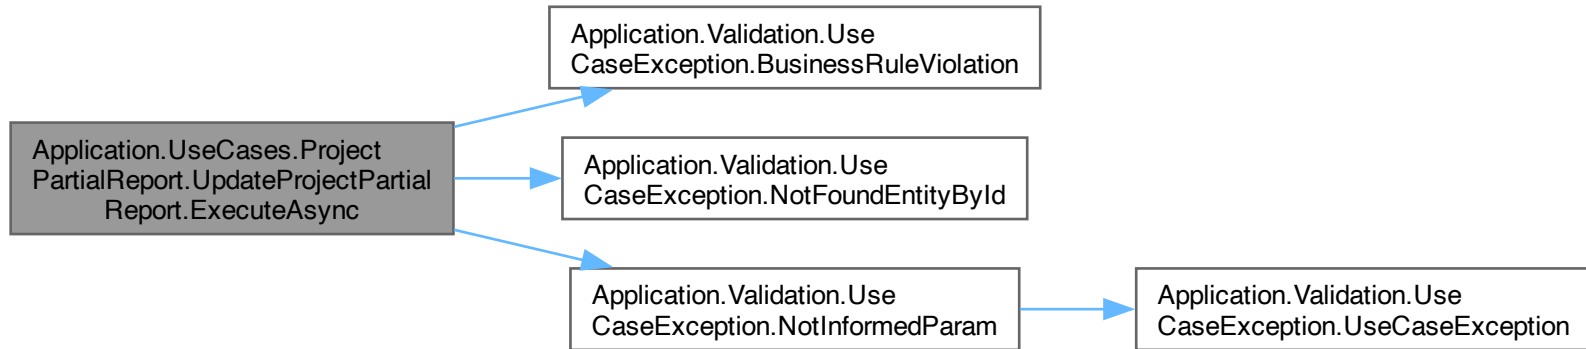 Application.Validation.Use
CaseException.BusinessRuleViolation
Application.UseCases.Project
PartialReport.UpdateProjectPartial
Report.ExecuteAsync
Application.Validation.Use
CaseException.NotFoundEntityById
Application.Validation.Use
CaseException.NotInformedParam
Application.Validation.Use
CaseException.UseCaseException